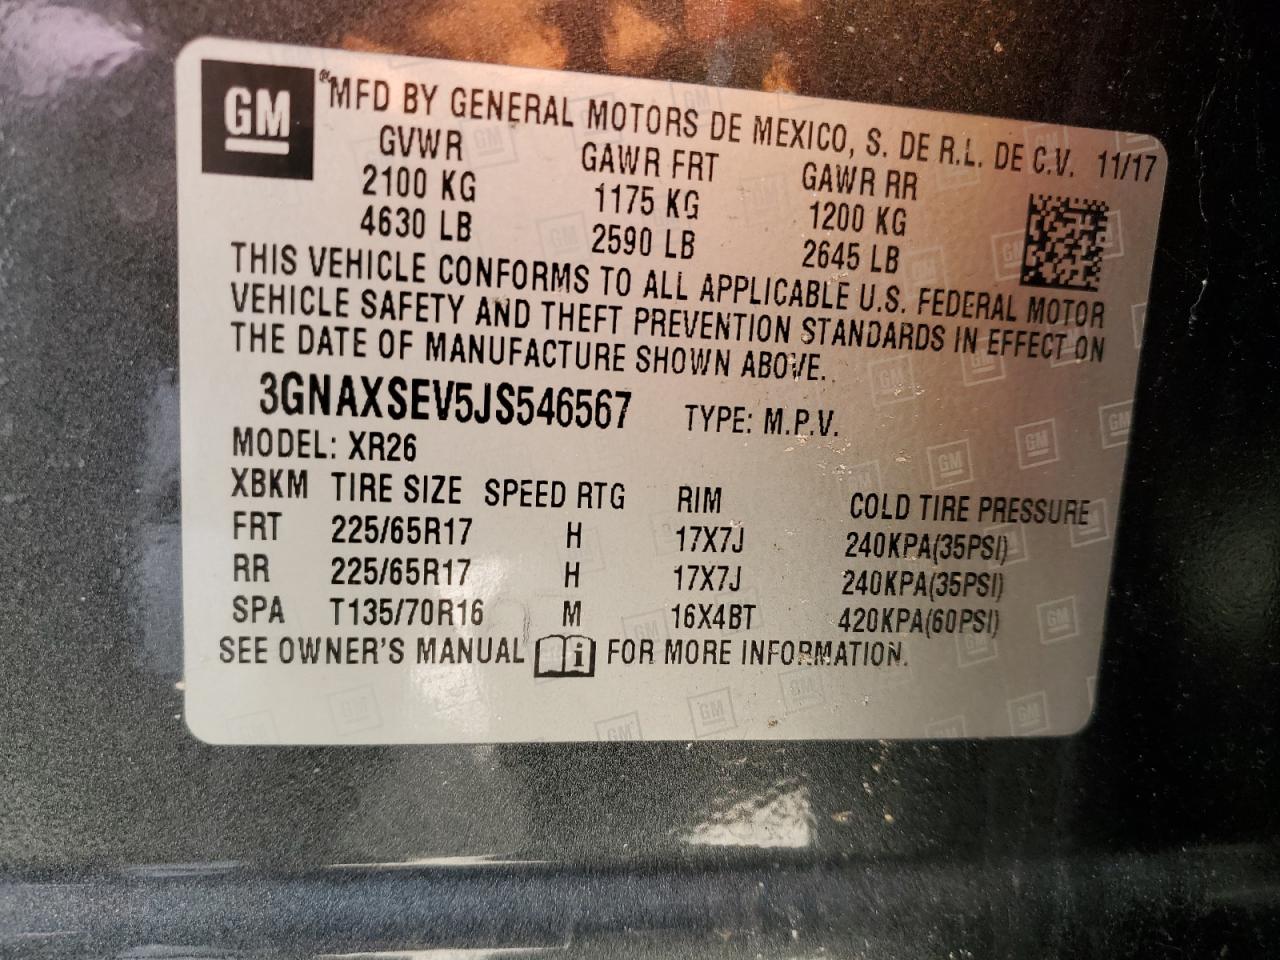 GM
MFD BY GENERAL MOTORS DE MEXICO, S. DE R.L. DE C.V. 11/17
GVWR GAWR FRT GAWR RR
2100 KG 1175 KG 1200 KG
4630 LB 2590 LB 2645 LB
THIS VEHICLE CONFORMS TO ALL APPLICABLE U.S. FEDERAL MOTOR
VEHICLE SAFETY AND THEFT PREVENTION STANDARDS IN EFFECT ON
THE DATE OF MANUFACTURE SHOWN ABOVE.
3GNAXSEV5JS546567 TYPE: M.P.V.
MODEL: XR26
XBKM TIRE SIZE SPEED RTG RIM COLD TIRE PRESSURE
FRT 225/65R17 H 17X7J 240KPA(35PSI)
RR 225/65R17 H 17X7J 240KPA(35PSI)
SPA T135/70R16 M 16X4BT 420KPA(60PSI)
SEE OWNER'S MANUAL i FOR MORE INFORMATION.